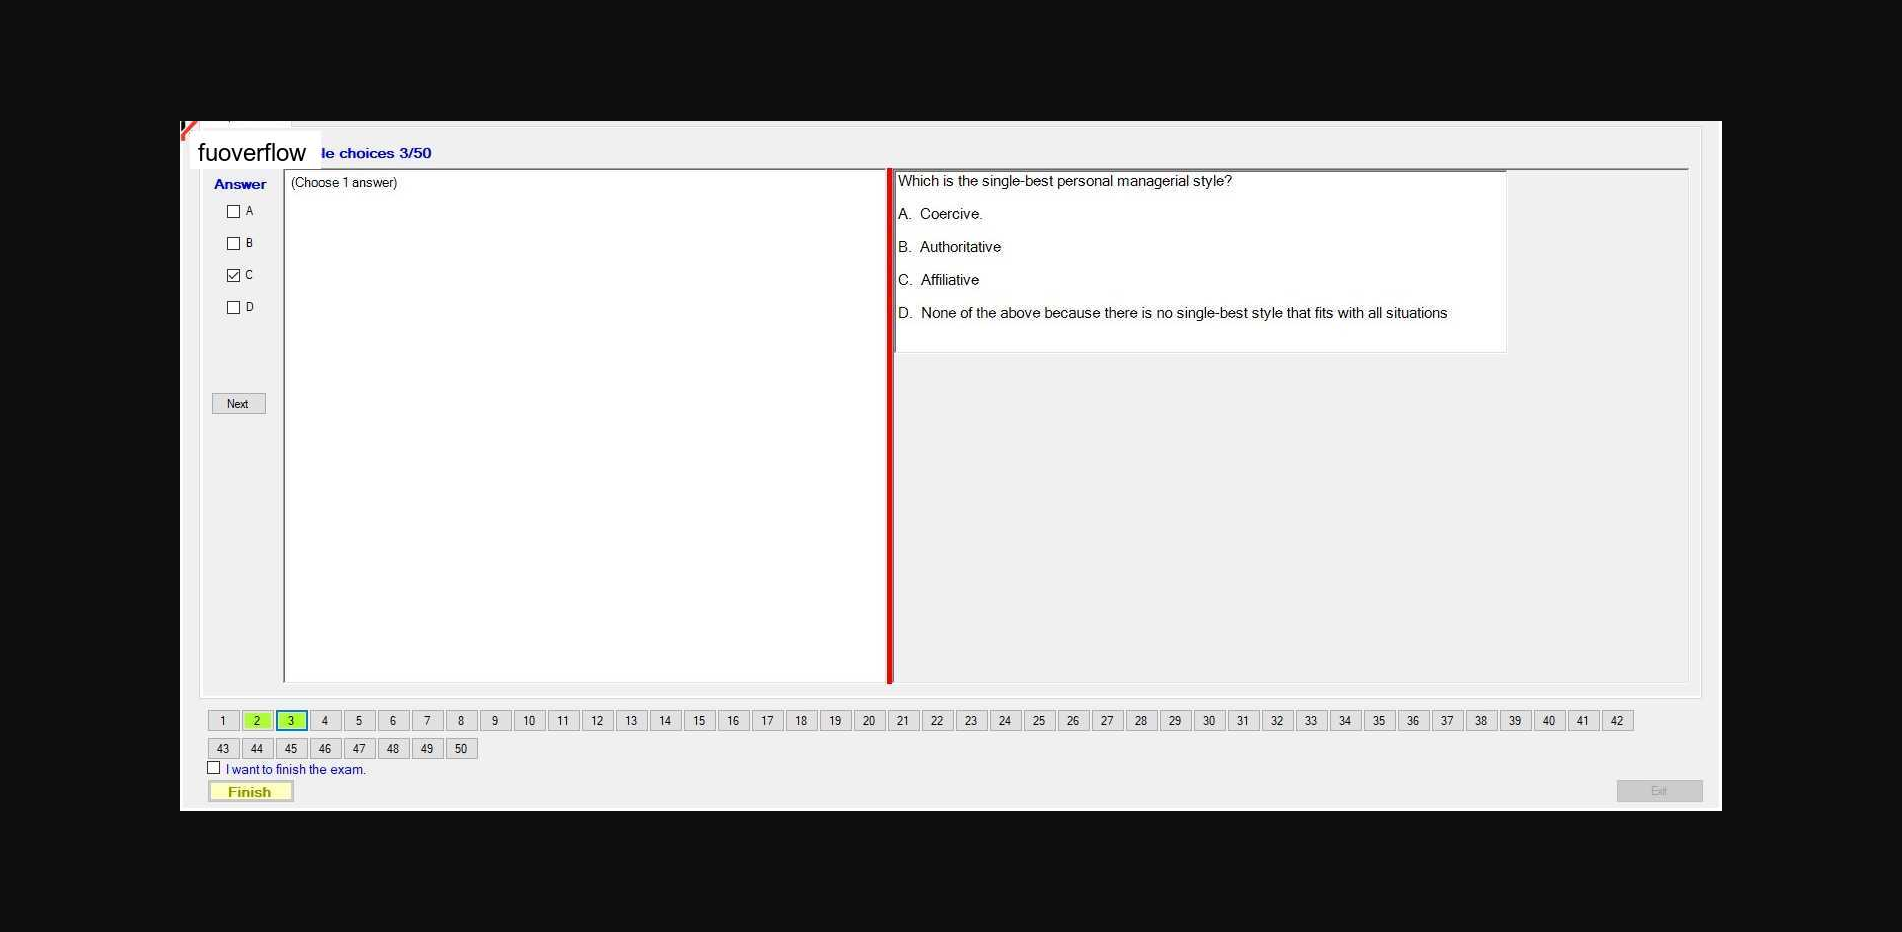 fuoverflow le choices 3/50
Answer
(Choose 1 answer)
A
B
C
D
Next
Which is the single-best personal managerial style?
A. Coercive.
B. Authoritative
C. Affiliative
D. None of the above because there is no single-best style that fits with all situations
1 2 3 4 5 6 7 8 9 10 11 12 13 14 15 16 17 18 19 20 21 22 23 24 25 26 27 28 29 30 31 32 33 34 35 36 37 38 39 40 41 42
43 44 45 46 47 48 49 50
I want to finish the exam.
Finish
Exit